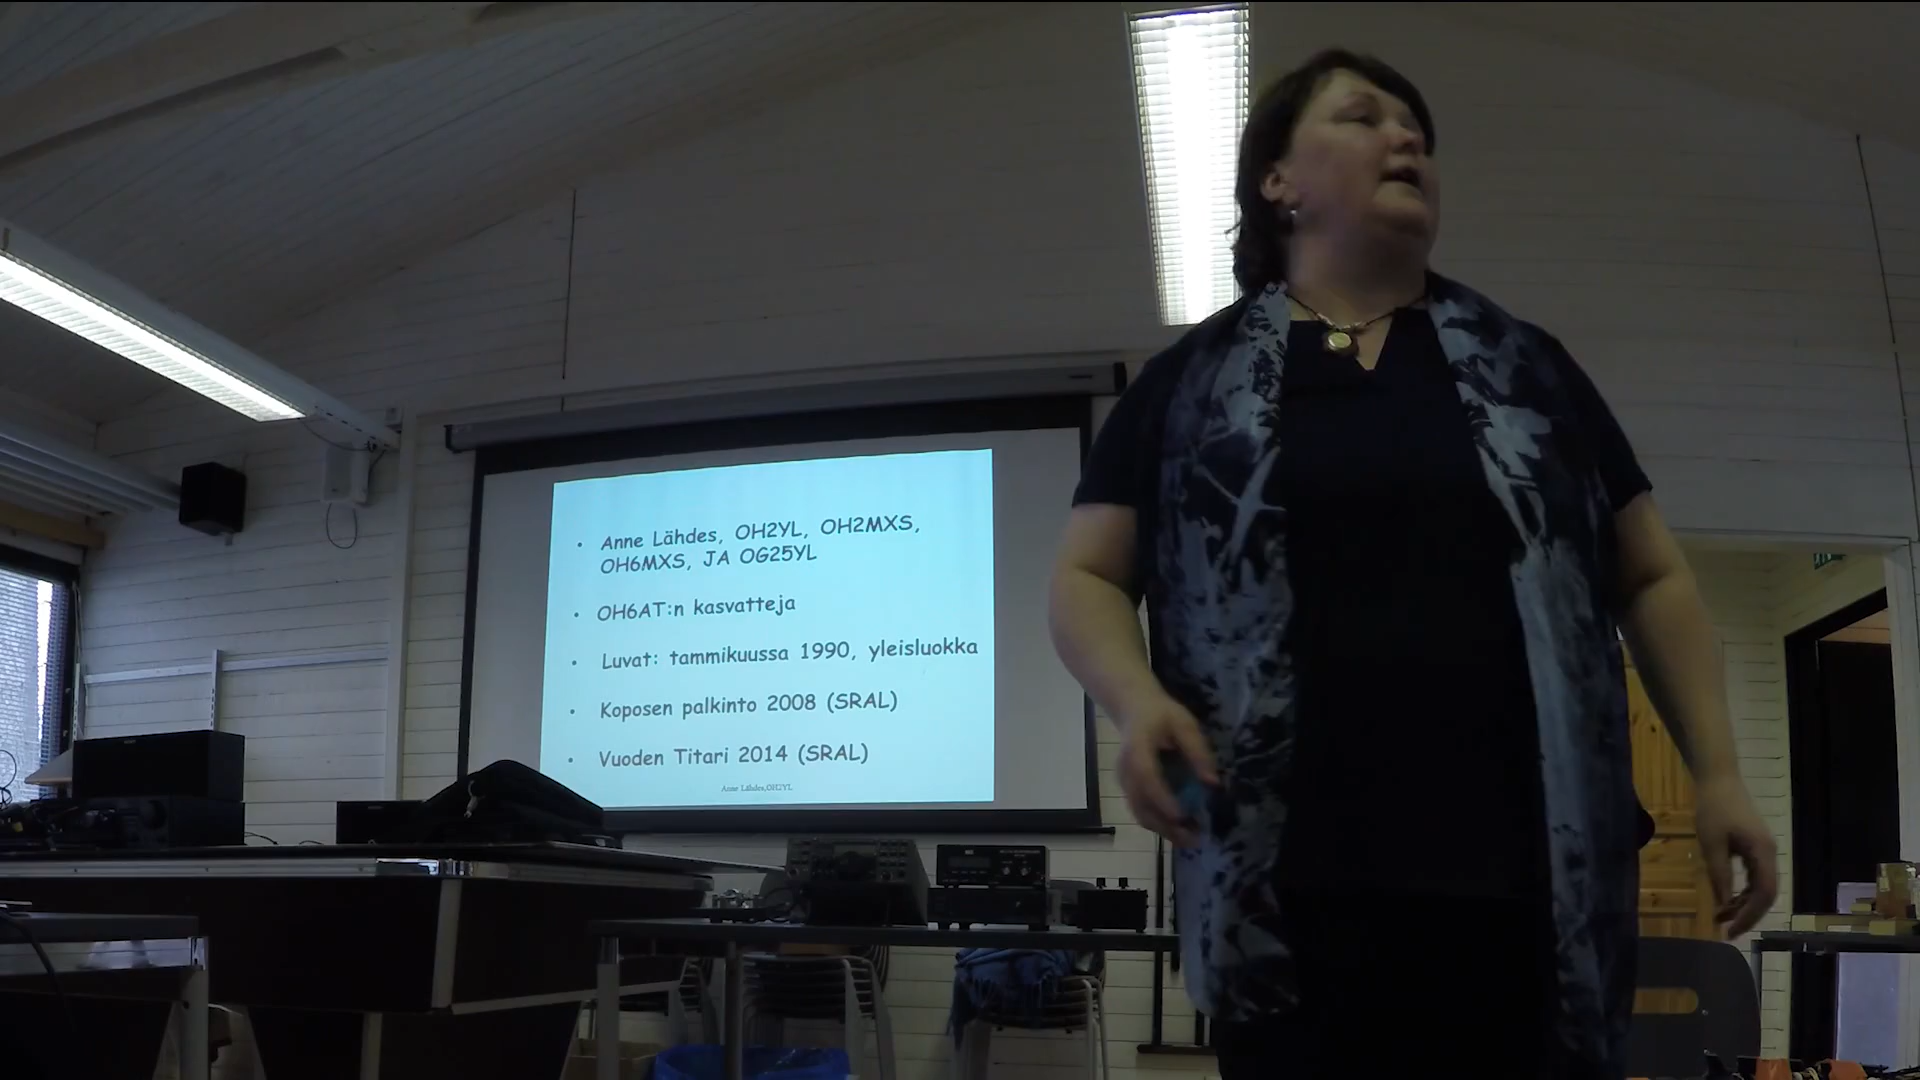 Anne Lähdes, OH2YL, OH2MXS,
OH6MXS, JA OG25YL
OH6AT:n kasvatteja
Luvat: tammikuussa 1990, yleisluokka
Koposen palkinto 2008 (SRAL)
Vuoden Titari 2014 (SRAL)
Anne Lähdes,OH2YL